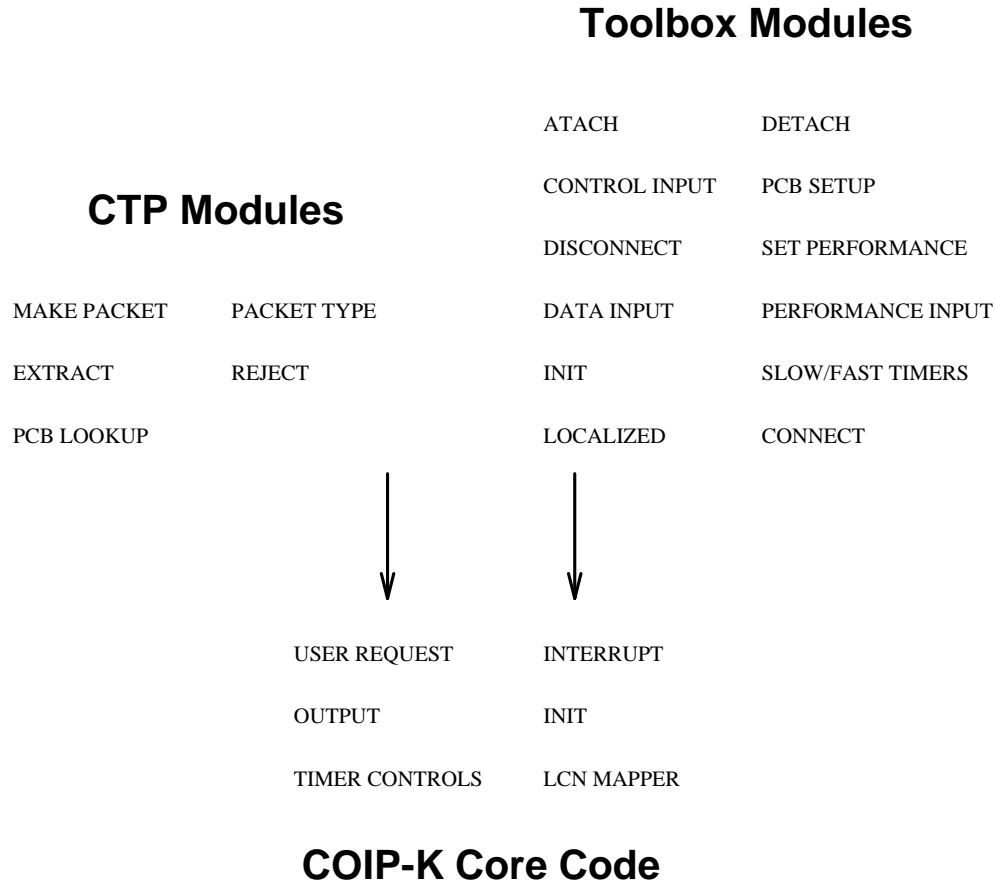 Toolbox Modules
ATACH DETACH
CONTROL INPUT PCB SETUP
CTP Modules
DISCONNECT SET PERFORMANCE
MAKE PACKET PACKET TYPE DATA INPUT PERFORMANCE INPUT
EXTRACT REJECT INIT SLOW/FAST TIMERS
PCB LOOKUP LOCALIZED CONNECT
USER REQUEST INTERRUPT
OUTPUT INIT
TIMER CONTROLS LCN MAPPER
COIP-K Core Code